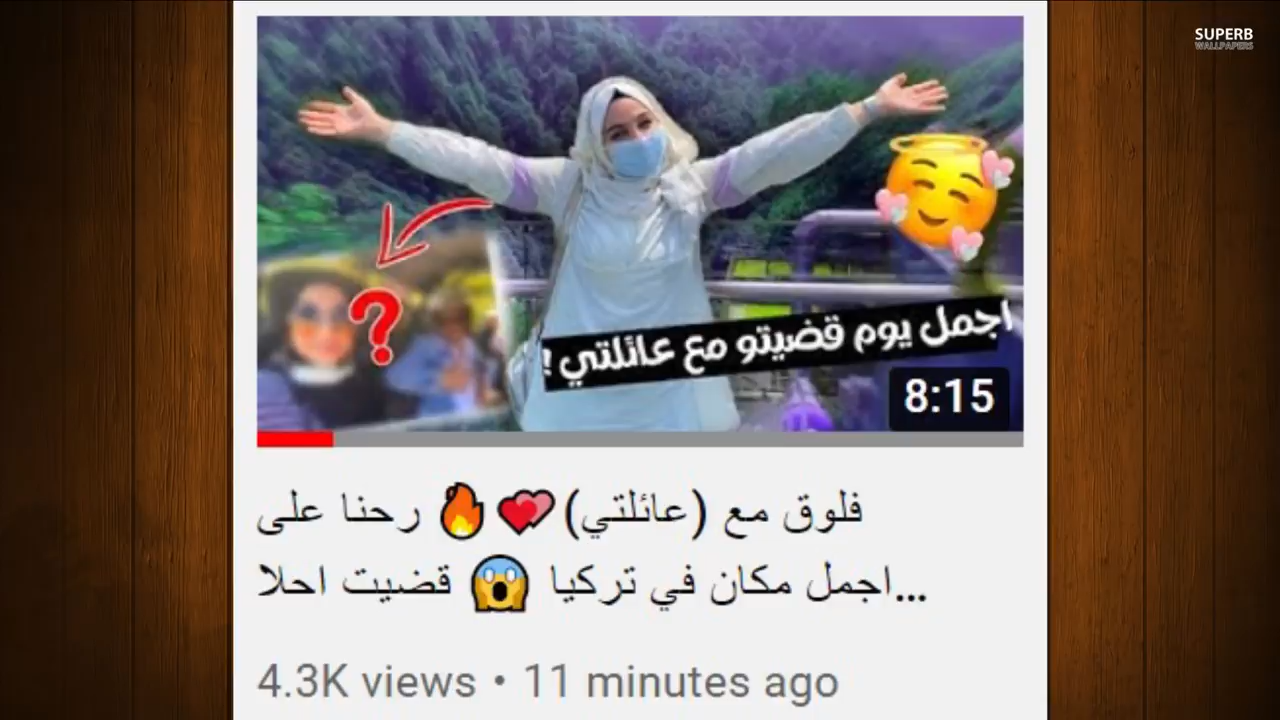 SUPERB
WALLPAPERS
اجمل يوم قضيتو مع عائلتي !
?
8:15
فلوق مع (عائلتي)💕🔥 رحنا على
اجمل مكان في تركيا 😱 قضيت احلا...
4.3K views • 11 minutes ago